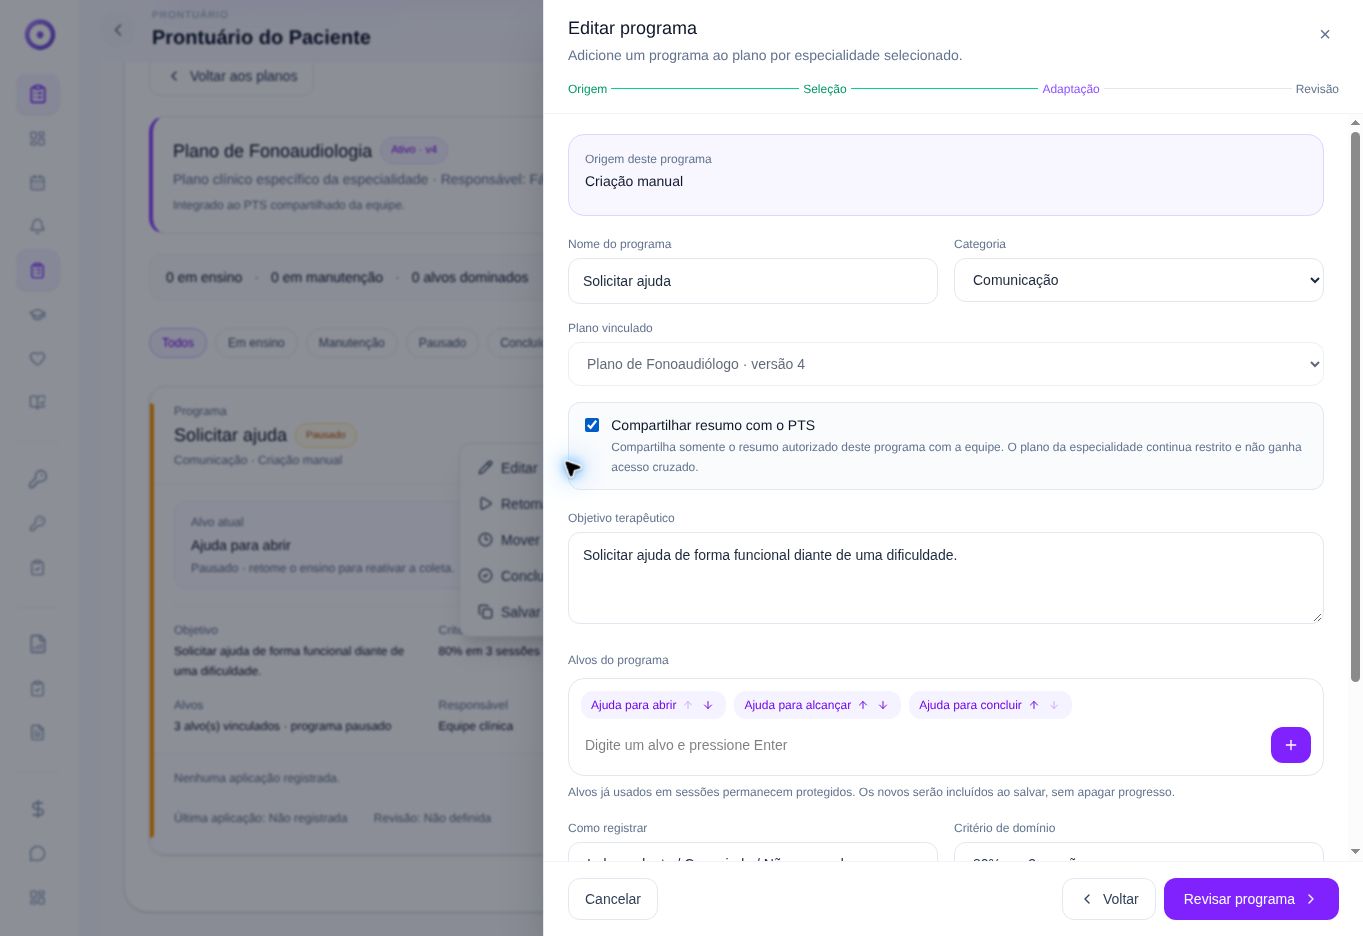 PRONTUÁRIO
Prontuário do Paciente
Voltar aos planos
Plano de Fonoaudiologia
Ativo · v4
Plano clínico específico da especialidade · Responsável:
Integrado ao PTS compartilhado da equipe.
0 em ensino · 0 em manutenção · 0 alvos dominados
Todos
Em ensino
Manutenção
Pausado
Programa
Solicitar ajuda
Pausado
Comunicação · Criação manual
Editar
Mover
Salvar
Alvo atual
Ajuda para abrir
Pausado · retome o ensino para reativar a coleta.
Objetivo
Solicitar ajuda de forma funcional diante de
uma dificuldade.
80% em 3 sessões
Alvos
3 alvo(s) vinculados · programa pausado
Responsável
Equipe clínica
Nenhuma aplicação registrada.
Última aplicação: Não registrada
Revisão: Não definida
Editar programa
Adicione um programa ao plano por especialidade selecionado.
Origem
Seleção
Adaptação
Revisão
Origem deste programa
Criação manual
Nome do programa
Solicitar ajuda
Categoria
Comunicação
Plano vinculado
Plano de Fonoaudiólogo · versão 4
Compartilhar resumo com o PTS
Compartilha somente o resumo autorizado deste programa com a equipe. O plano da especialidade continua restrito e não ganha
acesso cruzado.
Objetivo terapêutico
Solicitar ajuda de forma funcional diante de uma dificuldade.
Alvos do programa
Ajuda para abrir ↑ ↓
Ajuda para alcançar ↑ ↓
Ajuda para concluir ↑ ↓
Digite um alvo e pressione Enter
Alvos já usados em sessões permanecem protegidos. Os novos serão incluídos ao salvar, sem apagar progresso.
Como registrar
Critério de domínio
Cancelar
Voltar
Revisar programa